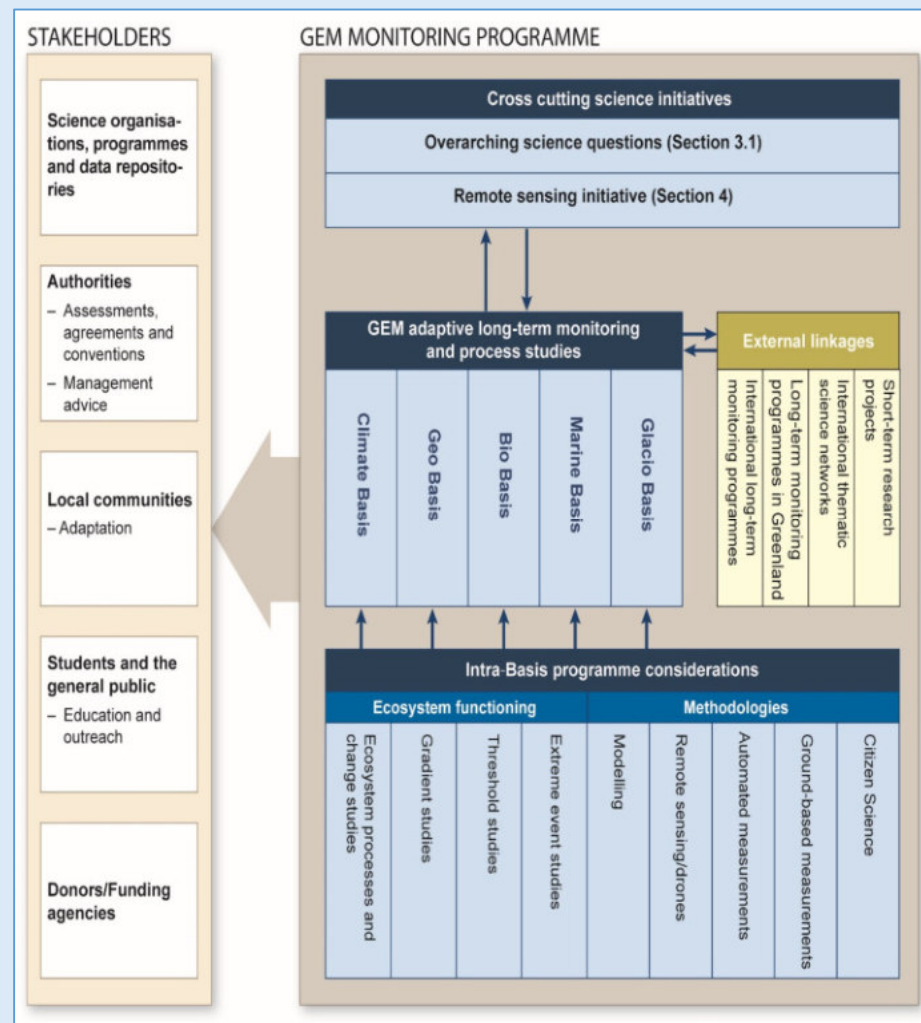 STAKEHOLDERS
Science organisa-
tions, programmes
and data reposito-
ries
Authorities
– Assessments,
agreements and
conventions
– Management
advice
Local communities
– Adaptation
Students and the
general public
– Education and
outreach
Donors/Funding
agencies
GEM MONITORING PROGRAMME
Cross cutting science initiatives
Overarching science questions (Section 3.1)
Remote sensing initiative (Section 4)
GEM adaptive long-term monitoring
and process studies
Climate Basis
Geo Basis
Bio Basis
Marine Basis
Glacio Basis
External linkages
International long-term
monitoring programmes
Long-term monitoring
programmes in Greenland
International thematic
science networks
Short-term research
projects
Intra-Basis programme considerations
Ecosystem functioning
Methodologies
Ecosystem processes and
change studies
Gradient studies
Threshold studies
Extreme event studies
Modelling
Remote sensing/drones
Automated measurements
Ground-based measurements
Citizen Science